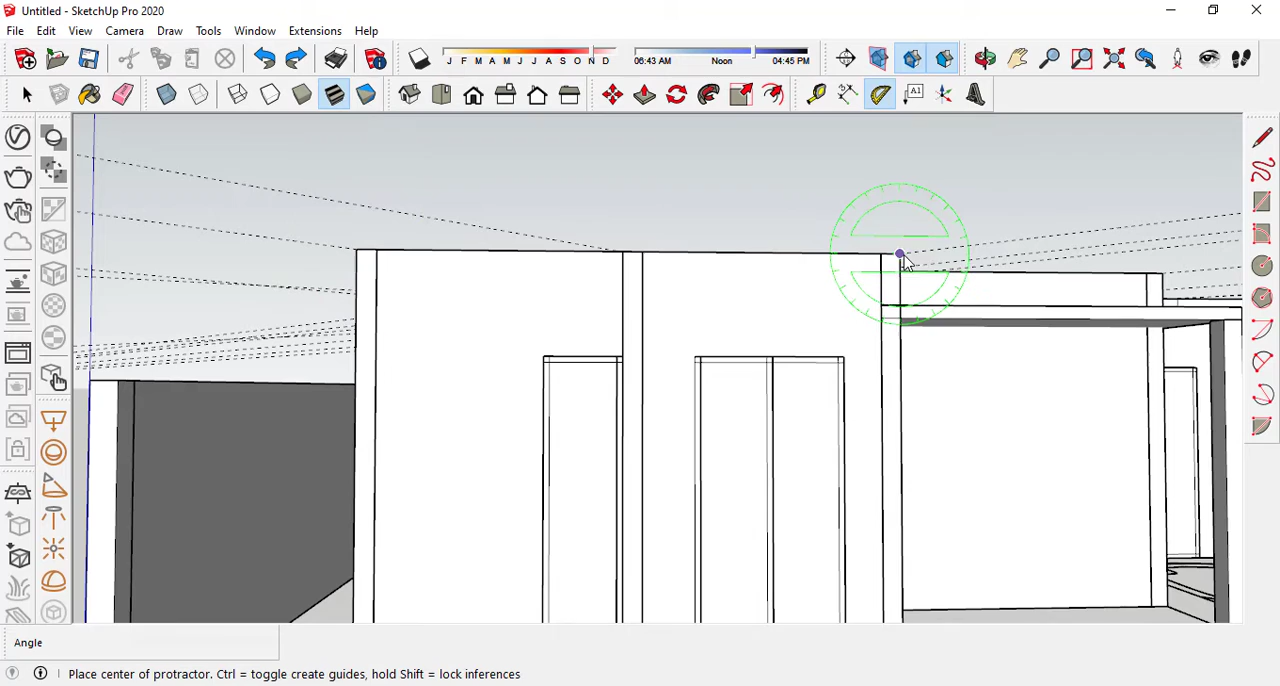 Untitled - SketchUp Pro 2020
File Edit View Camera Draw Tools Window Extensions Help
J F M A M J J A S O N D
06:43 AM Noon 04:45 PM
A1
Angle
Place center of protractor. Ctrl = toggle create guides, hold Shift = lock inferences